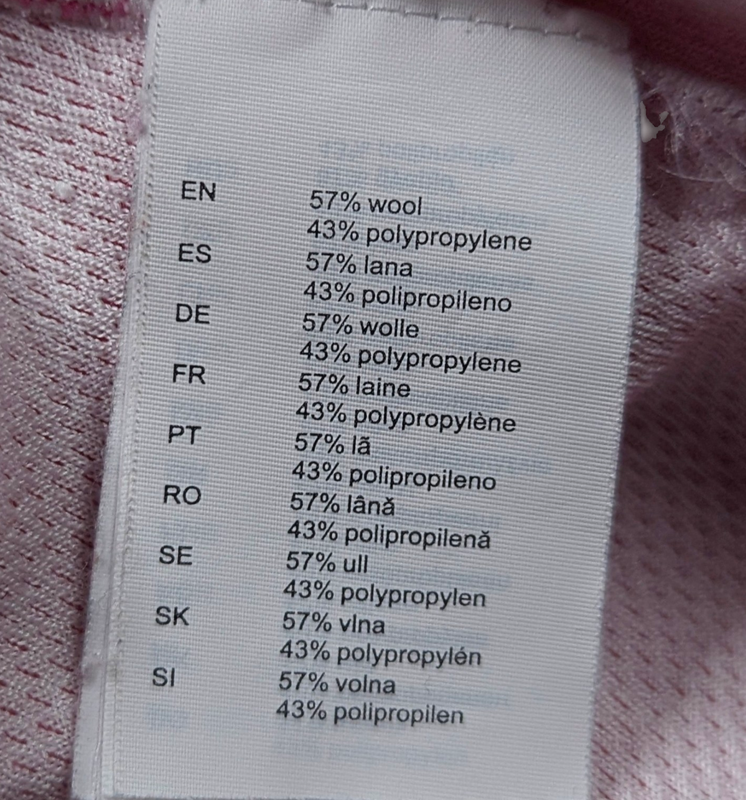 EN 57% wool
43% polypropylene
ES 57% lana
43% polipropileno
DE 57% wolle
43% polypropylene
FR 57% laine
43% polypropylène
PT 57% lã
43% polipropileno
RO 57% lână
43% polipropilenă
SE 57% ull
43% polypropylen
SK 57% vlna
43% polypropylén
SI 57% volna
43% polipropilen